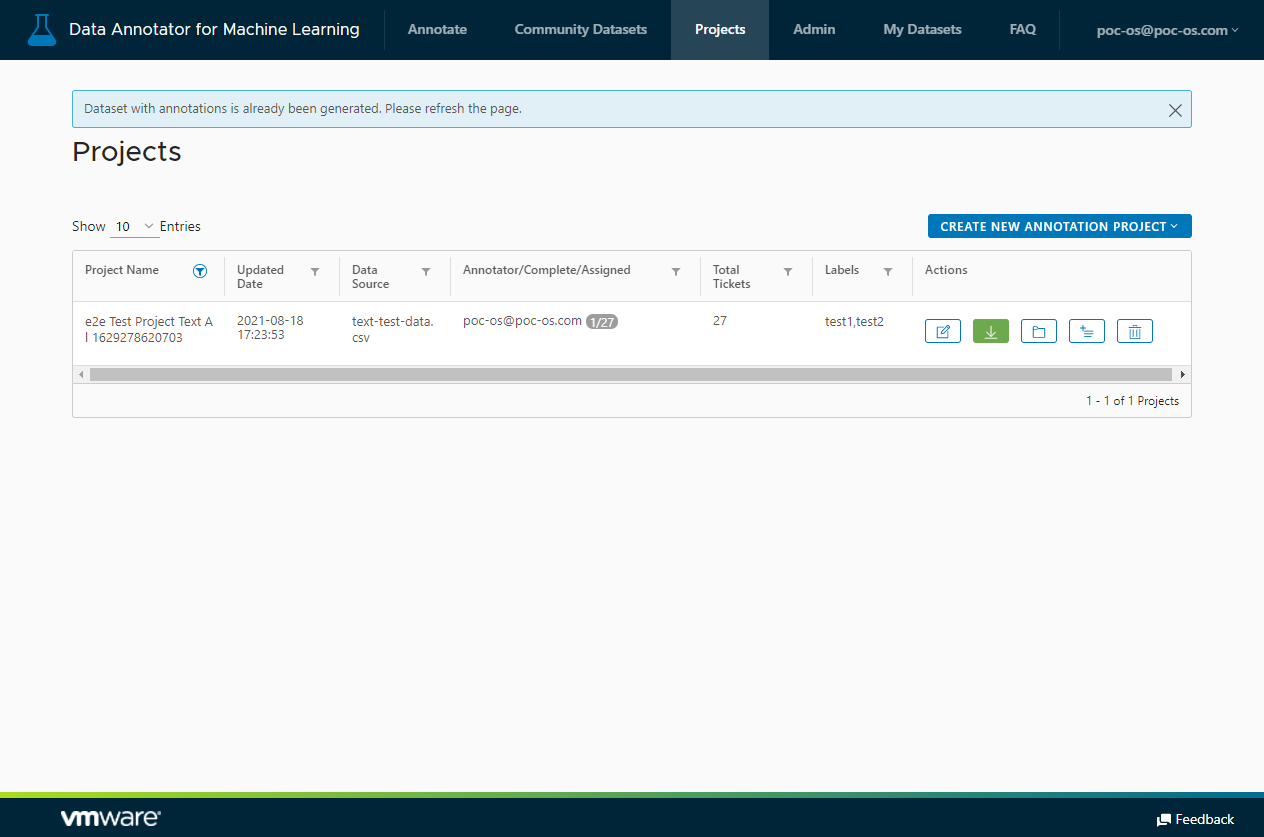 Data Annotator for Machine Learning Annotate Community Datasets Projects Admin My Datasets FAQ poc-os@poc-os.com
Dataset with annotations is already been generated. Please refresh the page.
Projects
Show 10 Entries
CREATE NEW ANNOTATION PROJECT
Project Name Updated Data Annotator/Complete/Assigned Total Labels Actions
Date Source Tickets
e2e Test Project Text A 2021-08-18 text-test-data. poc-os@poc-os.com 1/27 27 test1,test2
l 1629278620703 17:23:53 csv
1 - 1 of 1 Projects
vmware Feedback